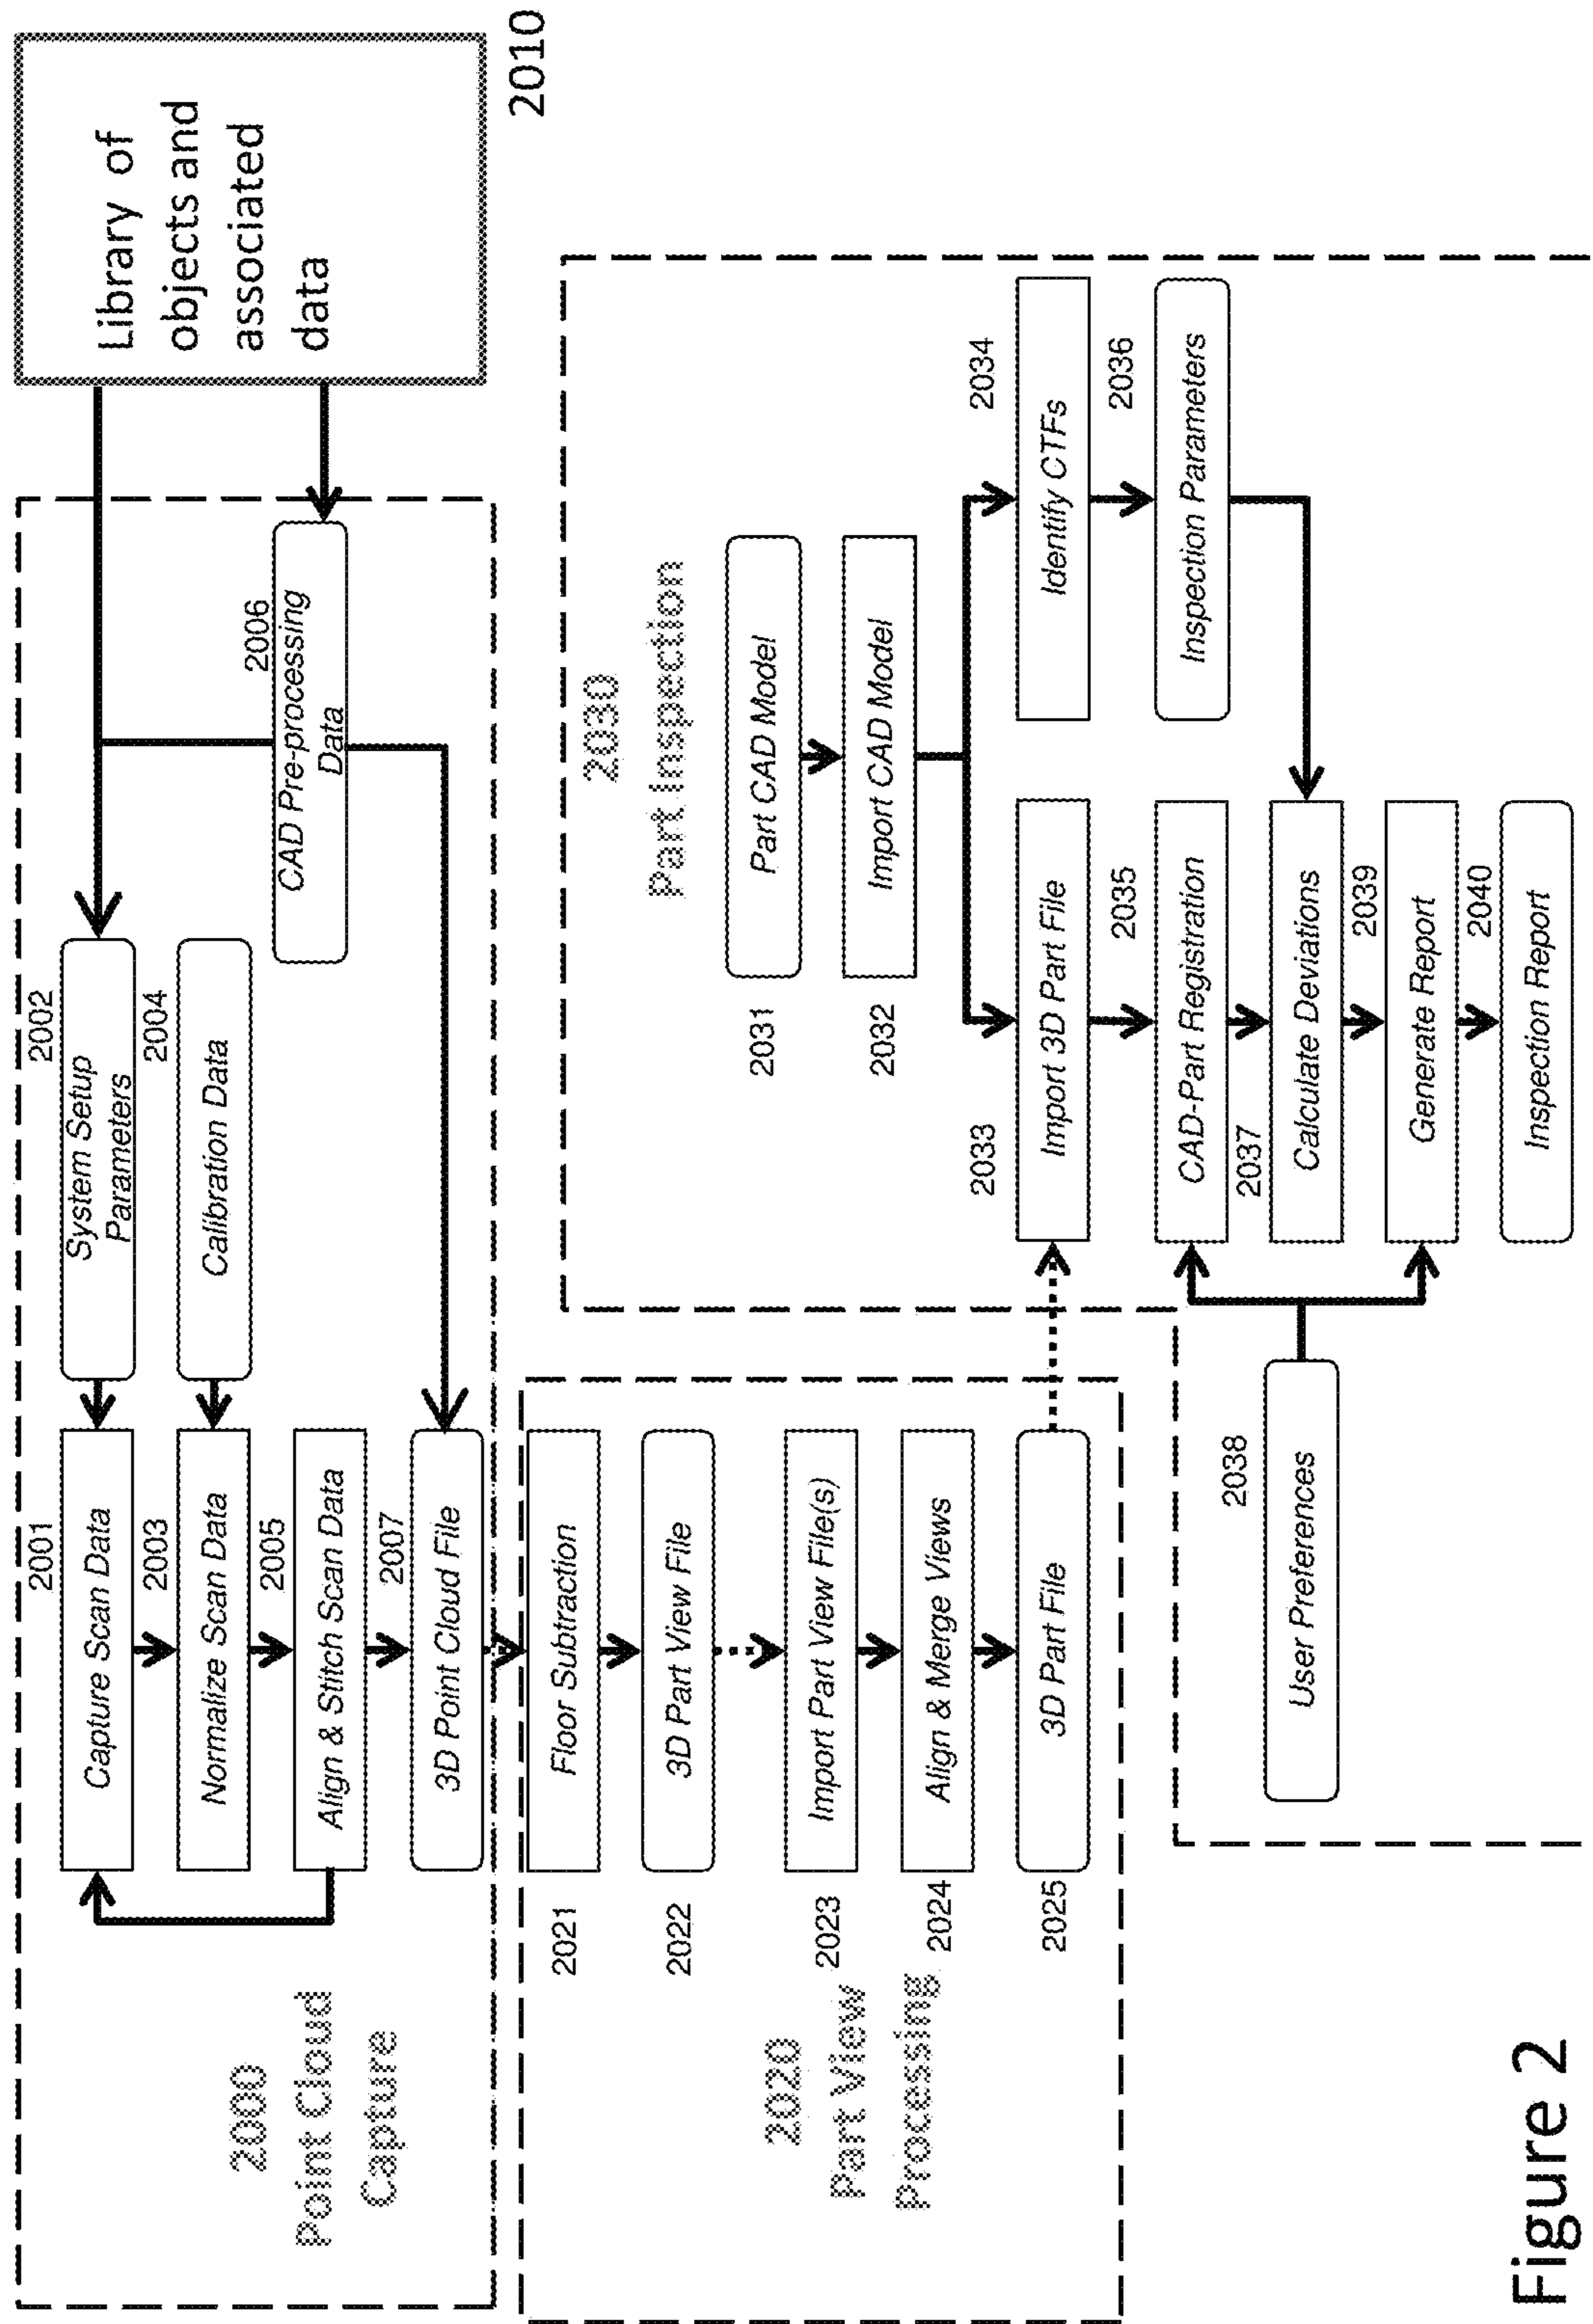 2000
Point Cloud
Capture
2001
Capture Scan Data
2002
System Setup
Parameters
2003
Normalize Scan Data
2004
Calibration Data
2005
Align & Stitch Scan Data
2006
CAD Pre-processing
Data
2007
3D Point Cloud File
Library of
objects and
associated
data
2010
2020
Part View
Processing
2021
Floor Subtraction
2022
3D Part View File
2023
Import Part View File(s)
2024
Align & Merge Views
2025
3D Part File
2030
Part Inspection
2031
Part CAD Model
2032
Import CAD Model
2033
Import 3D Part File
2034
Identify CTFs
2035
CAD-Part Registration
2036
Inspection Parameters
2037
Calculate Deviations
2038
User Preferences
2039
Generate Report
2040
Inspection Report
Figure 2